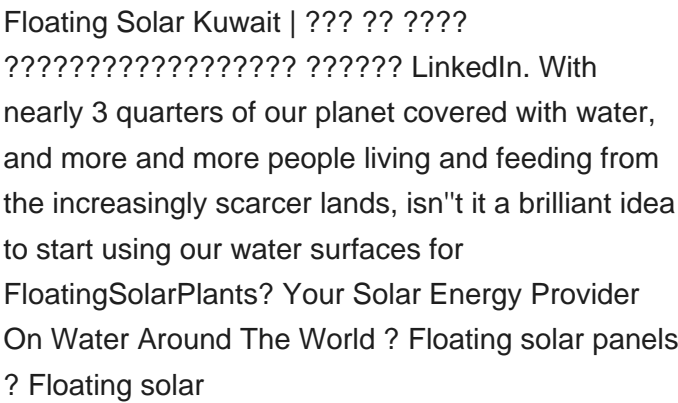 Floating Solar Kuwait | ??? ?? ????
?????????????????? ?????? LinkedIn. With
nearly 3 quarters of our planet covered with water,
and more and more people living and feeding from
the increasingly scarcer lands, isn"t it a brilliant idea
to start using our water surfaces for
FloatingSolarPlants? Your Solar Energy Provider
On Water Around The World ? Floating solar panels
? Floating solar